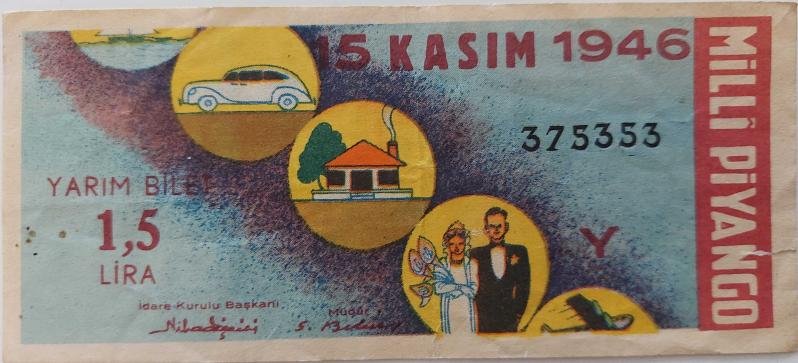 15 KASIM 1946
MİLLÎ PİYANGO
375353
YARIM BİLET
1,5
LİRA
Y
İdare Kurulu Başkanı
Müdür